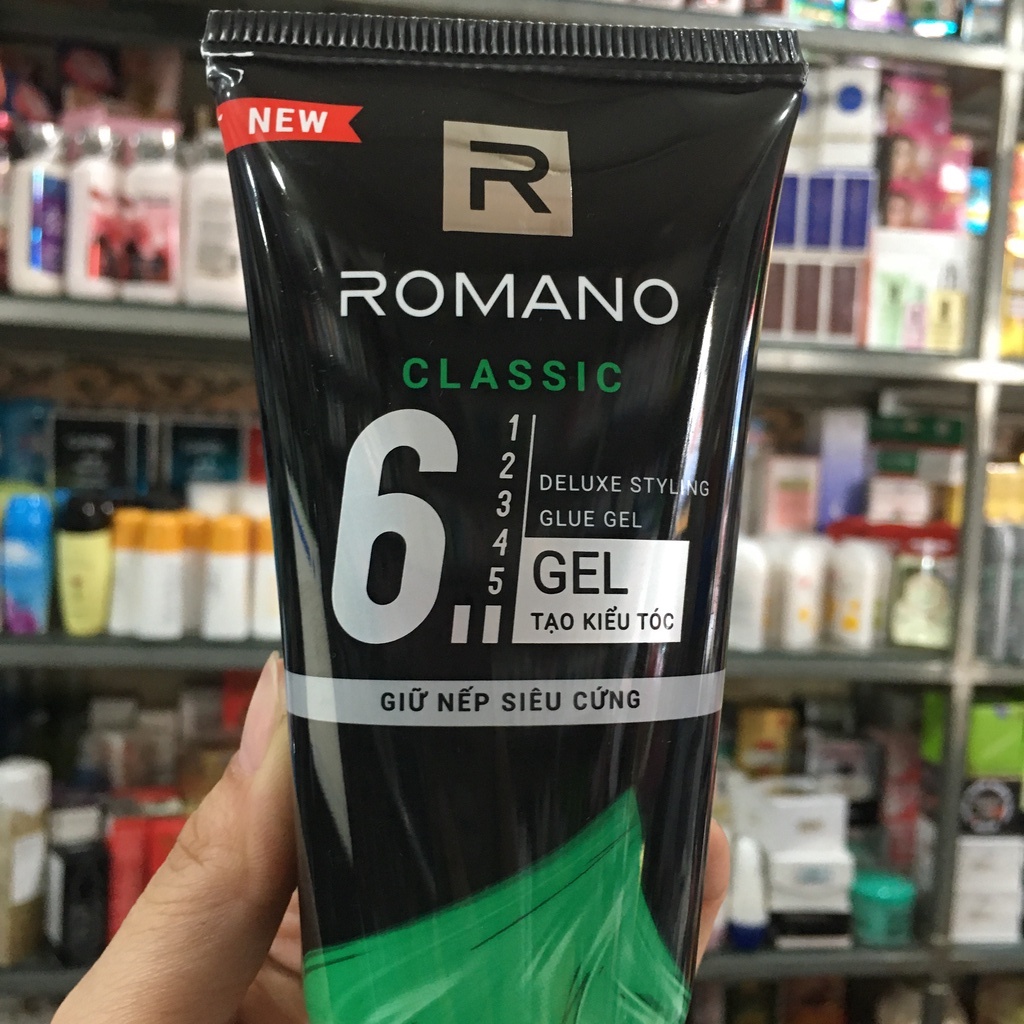 NEW
R
ROMANO
CLASSIC
6
1
2
3
4
5
DELUXE STYLING
GLUE GEL
GEL
TẠO KIỂU TÓC
GIỮ NẾP SIÊU CỨNG